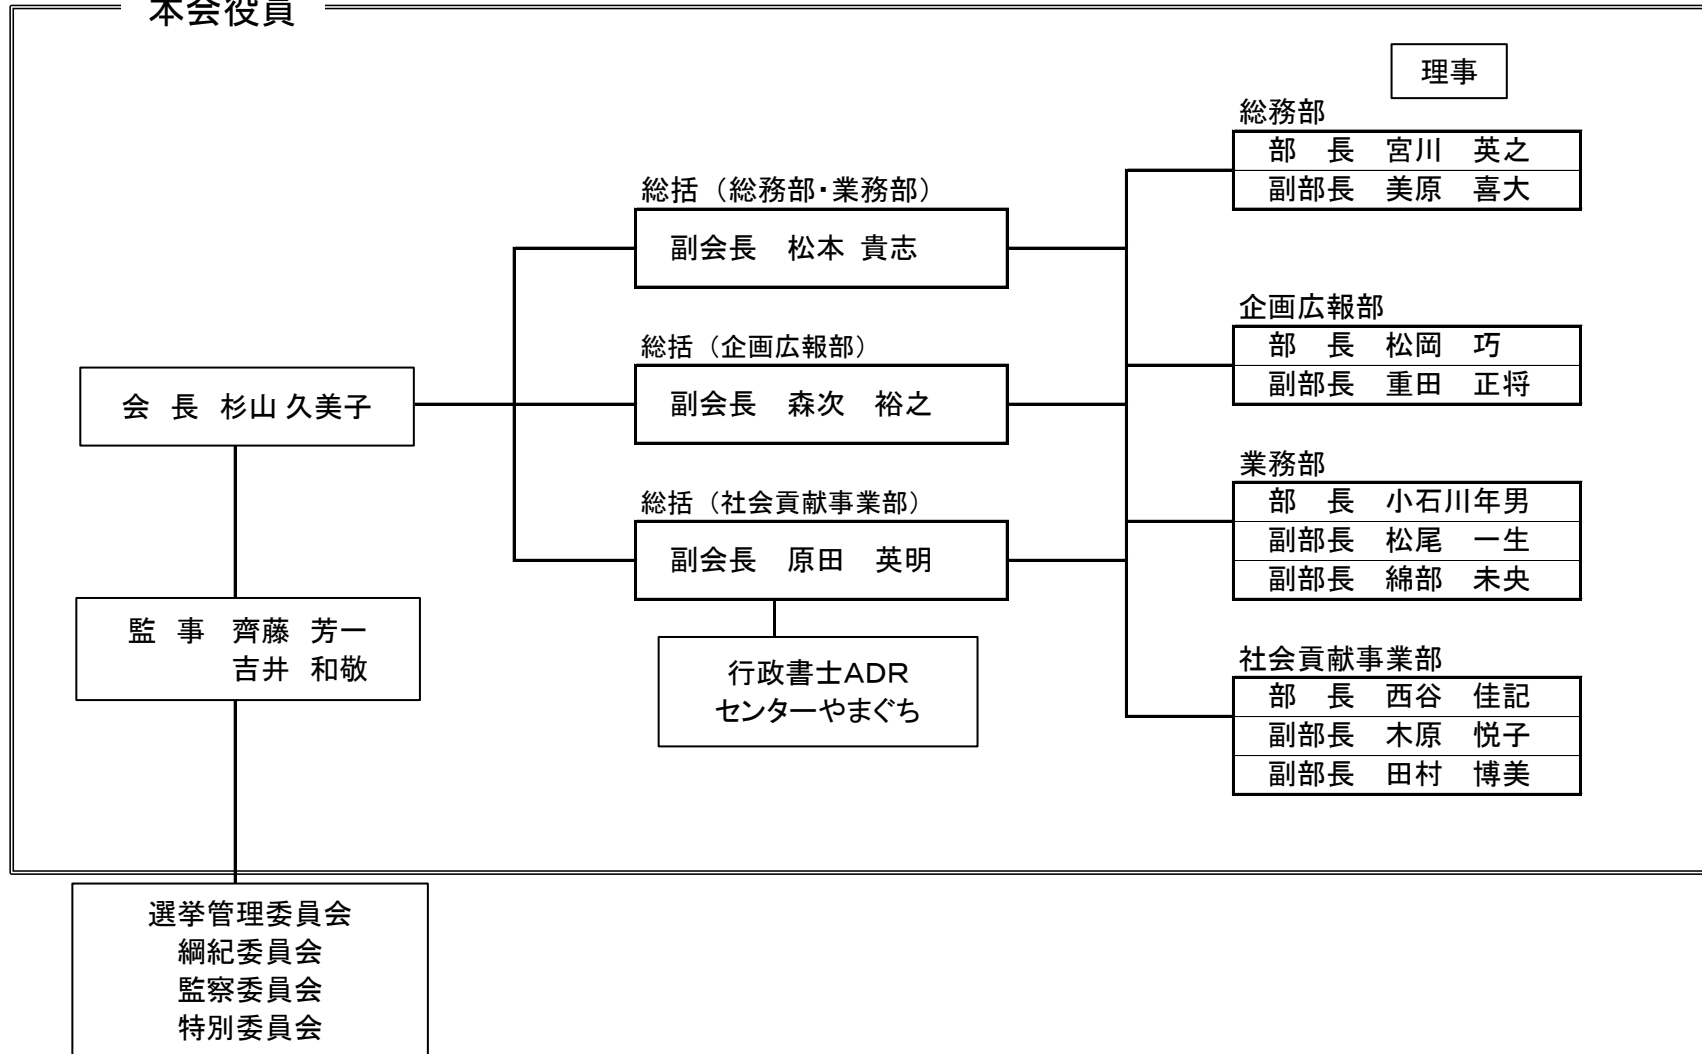 本会役員
理事
会　長　杉山 久美子
監　事　齊藤　芳一
吉井　和敬
選挙管理委員会
綱紀委員会
監察委員会
特別委員会
総括（総務部・業務部）
副会長　松本 貴志
総括（企画広報部）
副会長　森次　裕之
総括（社会貢献事業部）
副会長　原田　英明
行政書士ADR
センターやまぐち
総務部
部　長　宮川　英之
副部長　美原　喜大
企画広報部
部　長　松岡　巧
副部長　重田　正将
業務部
部　長　小石川年男
副部長　松尾　一生
副部長　綿部　未央
社会貢献事業部
部　長　西谷　佳記
副部長　木原　悦子
副部長　田村　博美